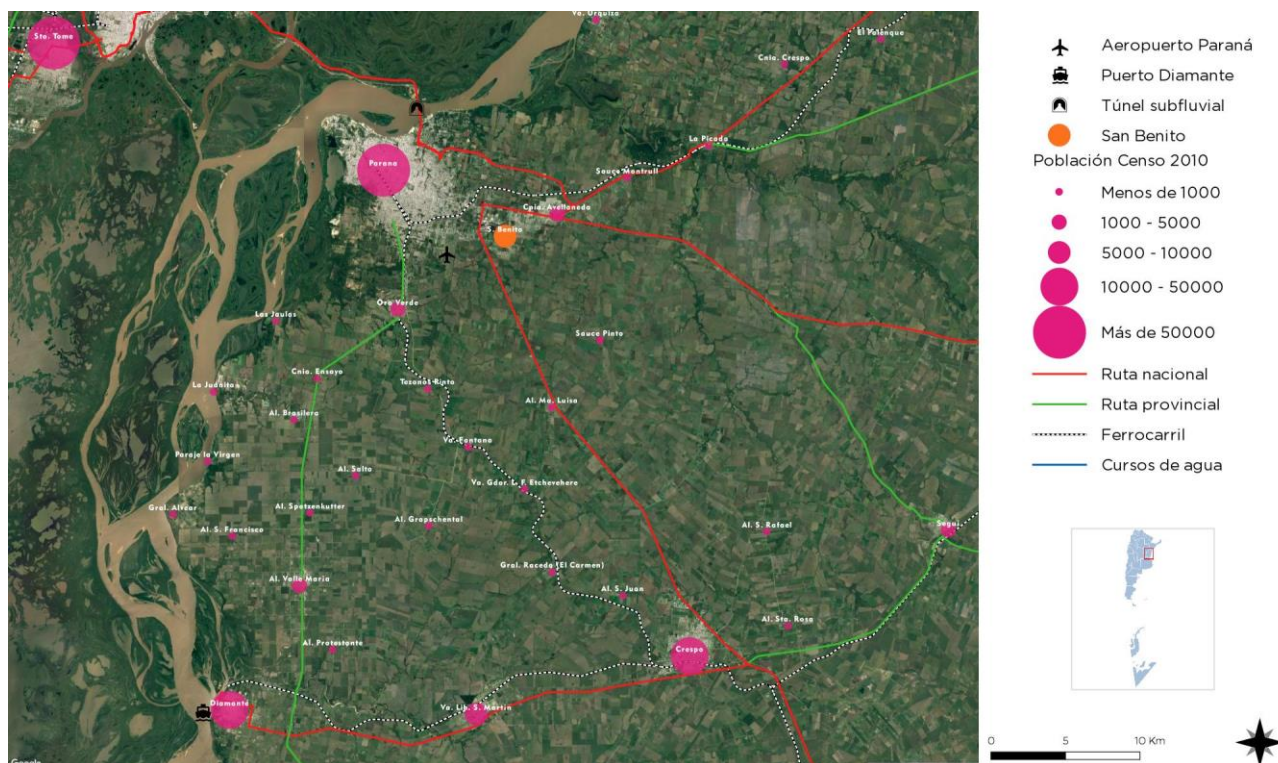 Va. Urquiza
Sto. Tome
El Palenque
Cnia. Crespo
La Picada
Parana
Sauce Montrull
Cnia. Avellaneda
S. Benito
Oro Verde
Los Jaules
Sauce Pinto
Cnia. Ensayo
La Juanita
Tezanos Pinto
Al. Brasilera
Al. Ma. Luisa
Va. Fontana
Paraje la Virgen
Al. Salto
Va. Gdor. L. F. Etchevehere
Gral. Alvear
Al. Spatzenkutter
Al. Grapschental
Al. S. Francisco
Al. S. Rafael
Segui
Gral. Racedo (El Carmen)
Al. Valle Maria
Al. S. Juan
Al. Sta. Rosa
Al. Protestante
Crespo
Diamante
Va. Lib. S. Martin
Google
Aeropuerto Paraná
Puerto Diamante
Túnel subfluvial
San Benito
Población Censo 2010
Menos de 1000
1000 - 5000
5000 - 10000
10000 - 50000
Más de 50000
Ruta nacional
Ruta provincial
Ferrocarril
Cursos de agua
0 5 10 Km